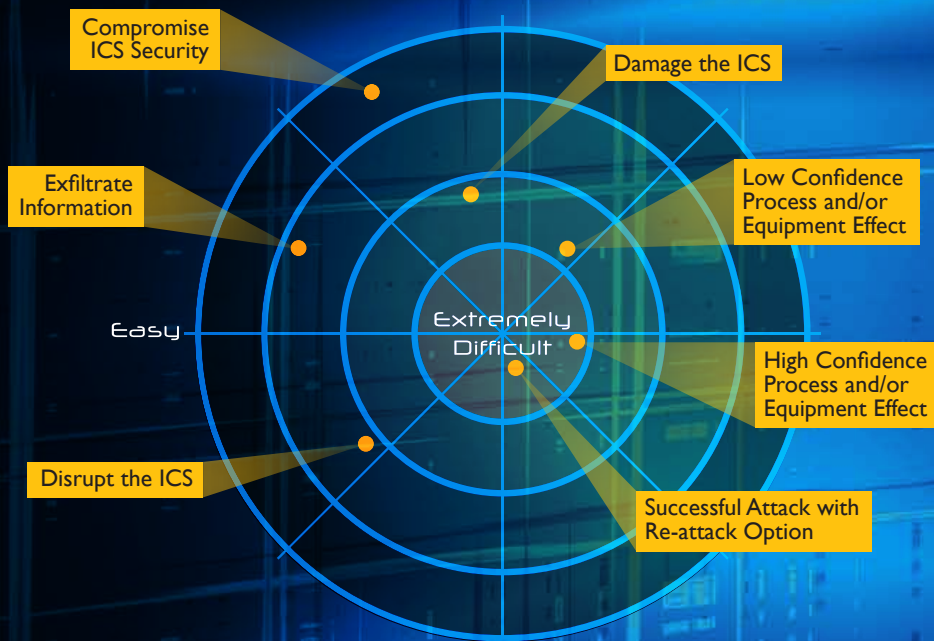 Compromise
ICS Security
Damage the ICS
Exfiltrate
Information
Low Confidence
Process and/or
Equipment Effect
Easy
Extremely
Difficult
High Confidence
Process and/or
Equipment Effect
Disrupt the ICS
Successful Attack with
Re-attack Option